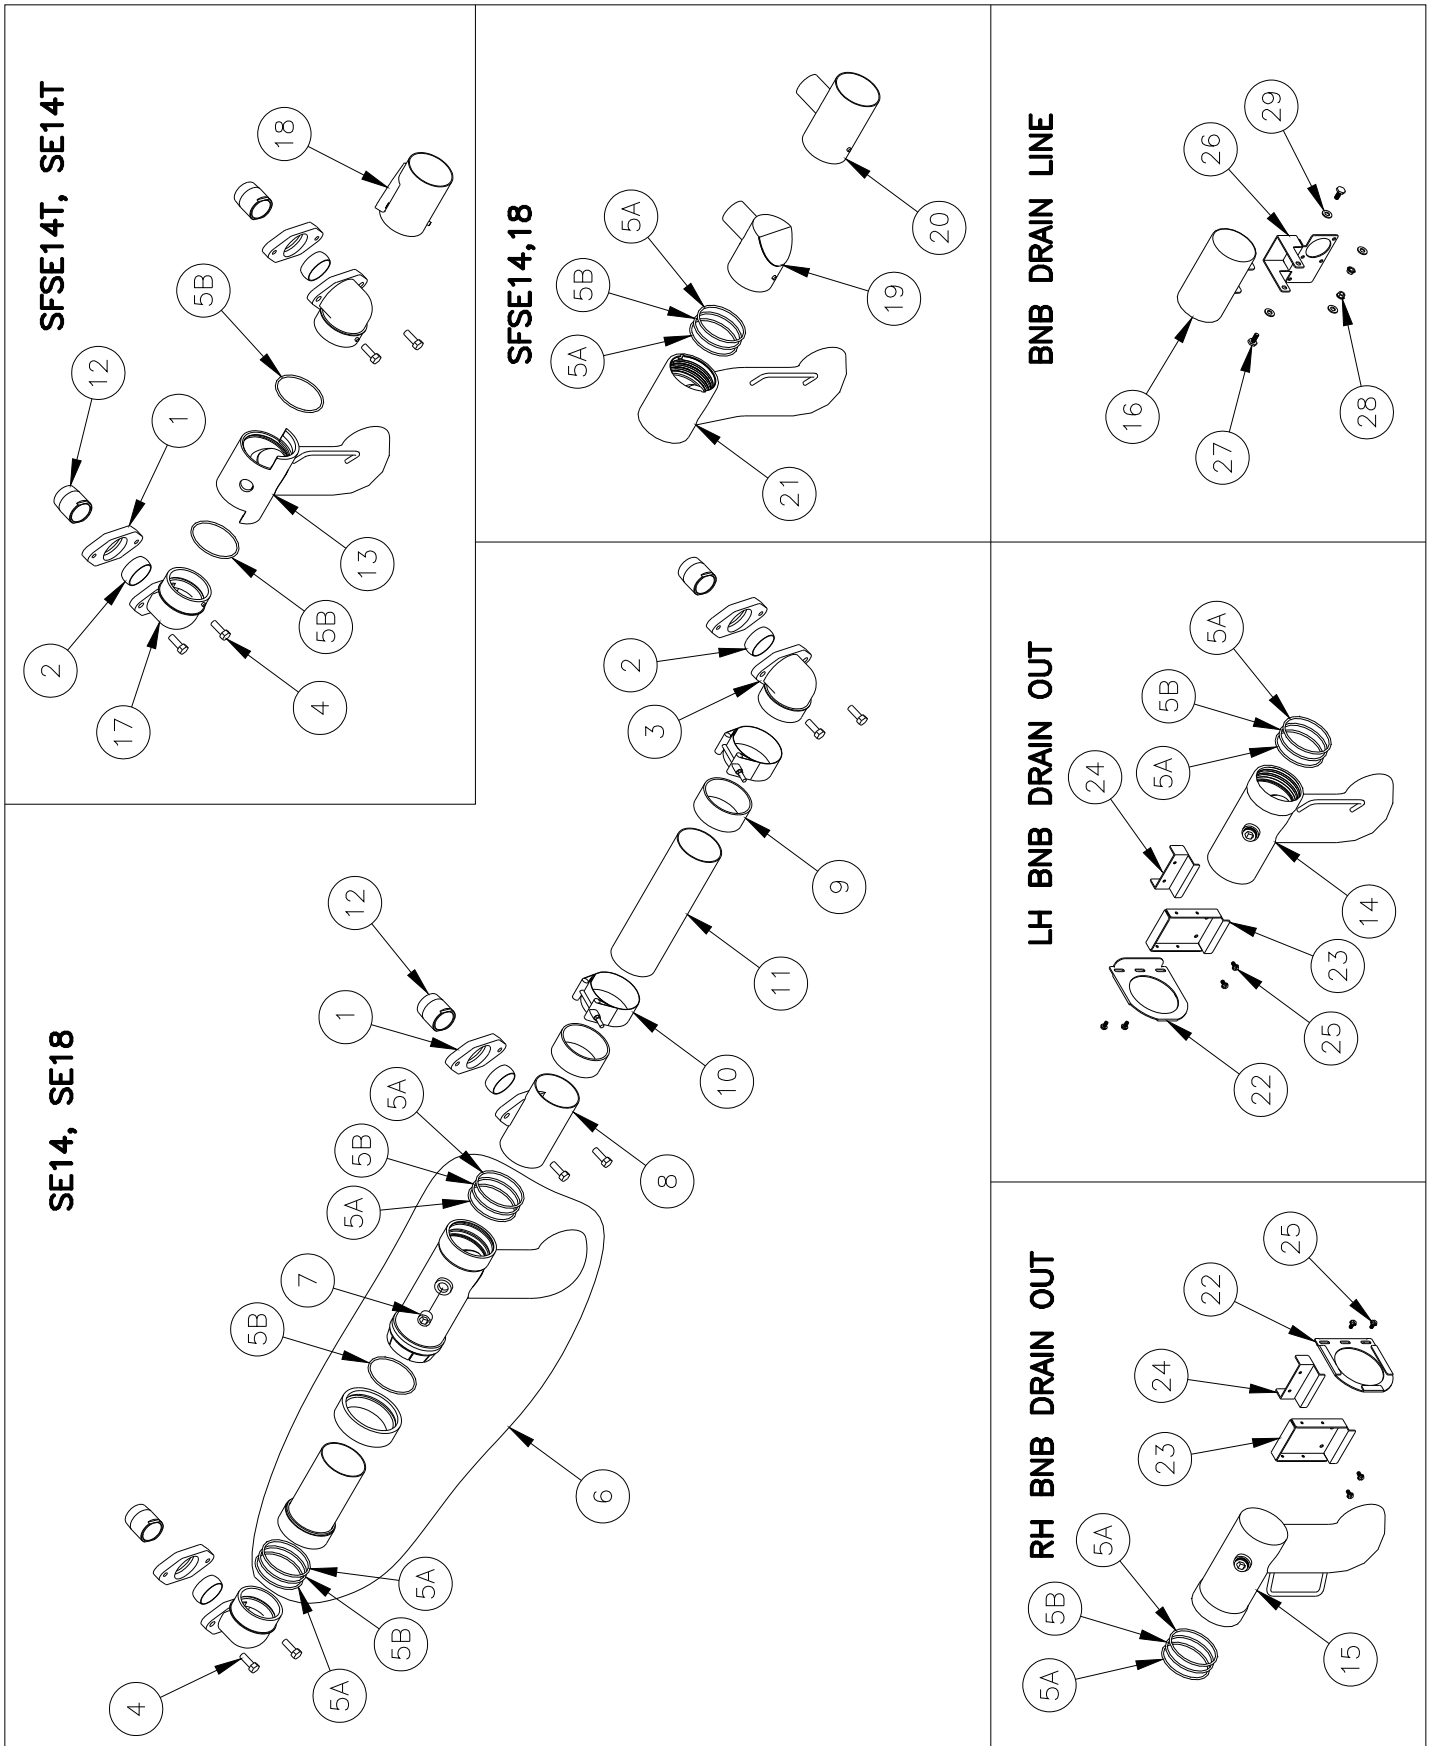 SE14, SE18
4
5A
5B
5A
5B
7
5A
5B
5A
1
12
6
8
10
11
9
3
2
SFSE14T, SE14T
2
17
4
1
12
5B
13
5B
18
SFSE14,18
5A
5B
5A
21
19
20
RH BNB DRAIN OUT
5A
5B
5A
15
23
24
22
25
LH BNB DRAIN OUT
24
5A
5B
5A
22
25
23
14
BNB DRAIN LINE
16
27
28
26
29